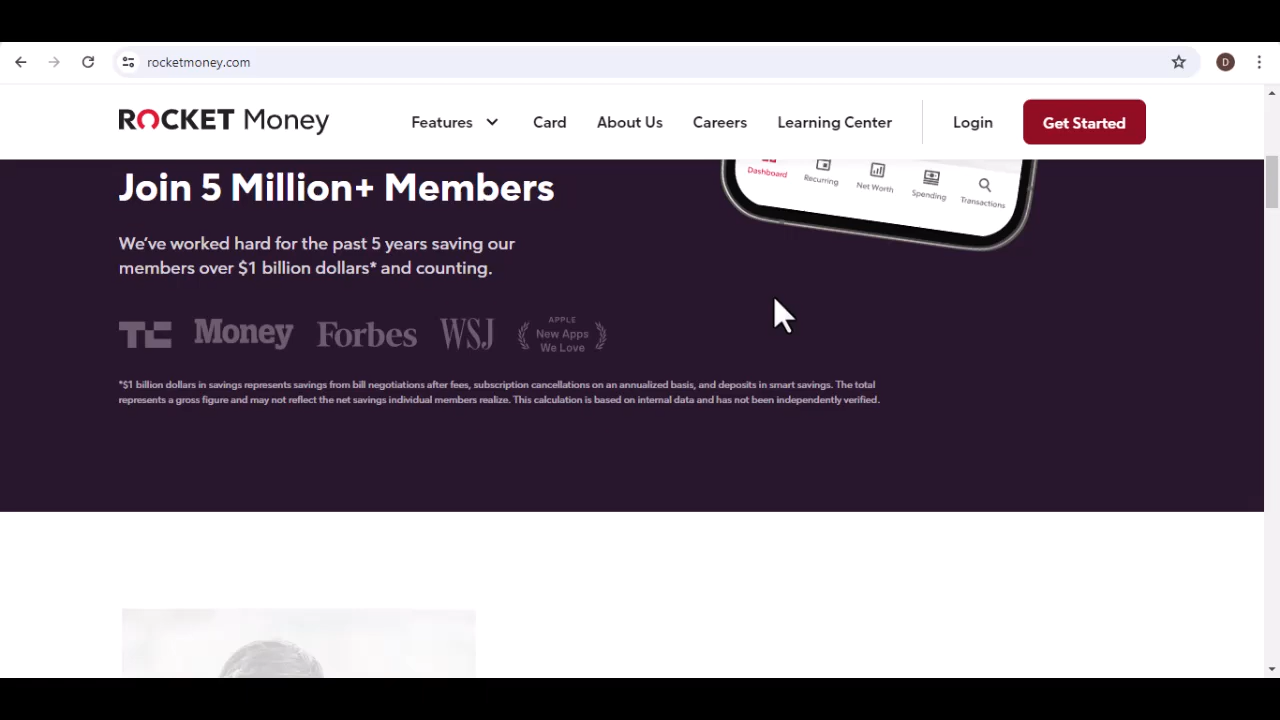 rocketmoney.com
D
ROCKET Money
Features
Card
About Us
Careers
Learning Center
Login
Get Started
Dashboard
Recurring
Net Worth
Spending
Transactions
Join 5 Million+ Members
We’ve worked hard for the past 5 years saving our
members over $1 billion dollars* and counting.
TC
Money
Forbes
WSJ
APPLE
New Apps
We Love
*$1 billion dollars in savings represents savings from bill negotiations after fees, subscription cancellations on an annualized basis, and deposits in smart savings. The total
represents a gross figure and may not reflect the net savings individual members realize. This calculation is based on internal data and has not been independently verified.